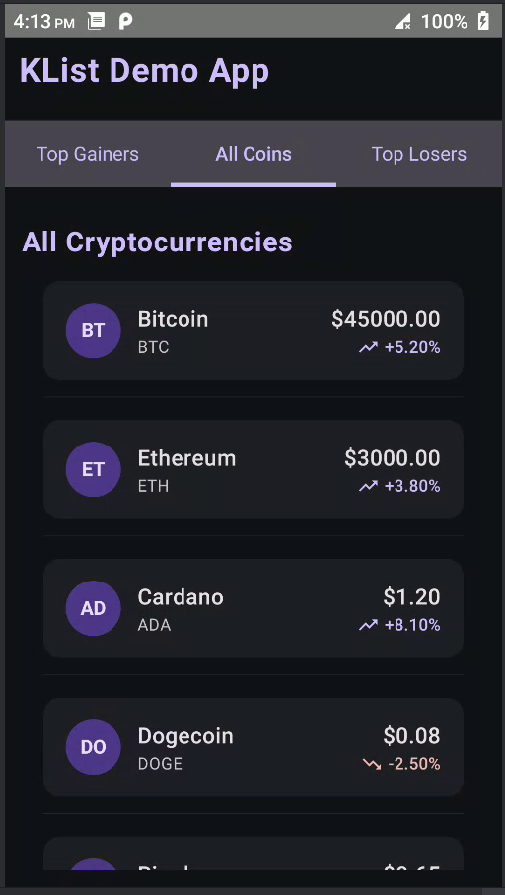 4:13 PM 100%
KList Demo App
Top Gainers All Coins Top Losers
All Cryptocurrencies
BT Bitcoin $45000.00
BTC +5.20%
ET Ethereum $3000.00
ETH +3.80%
AD Cardano $1.20
ADA +8.10%
DO Dogecoin $0.08
DOGE -2.50%